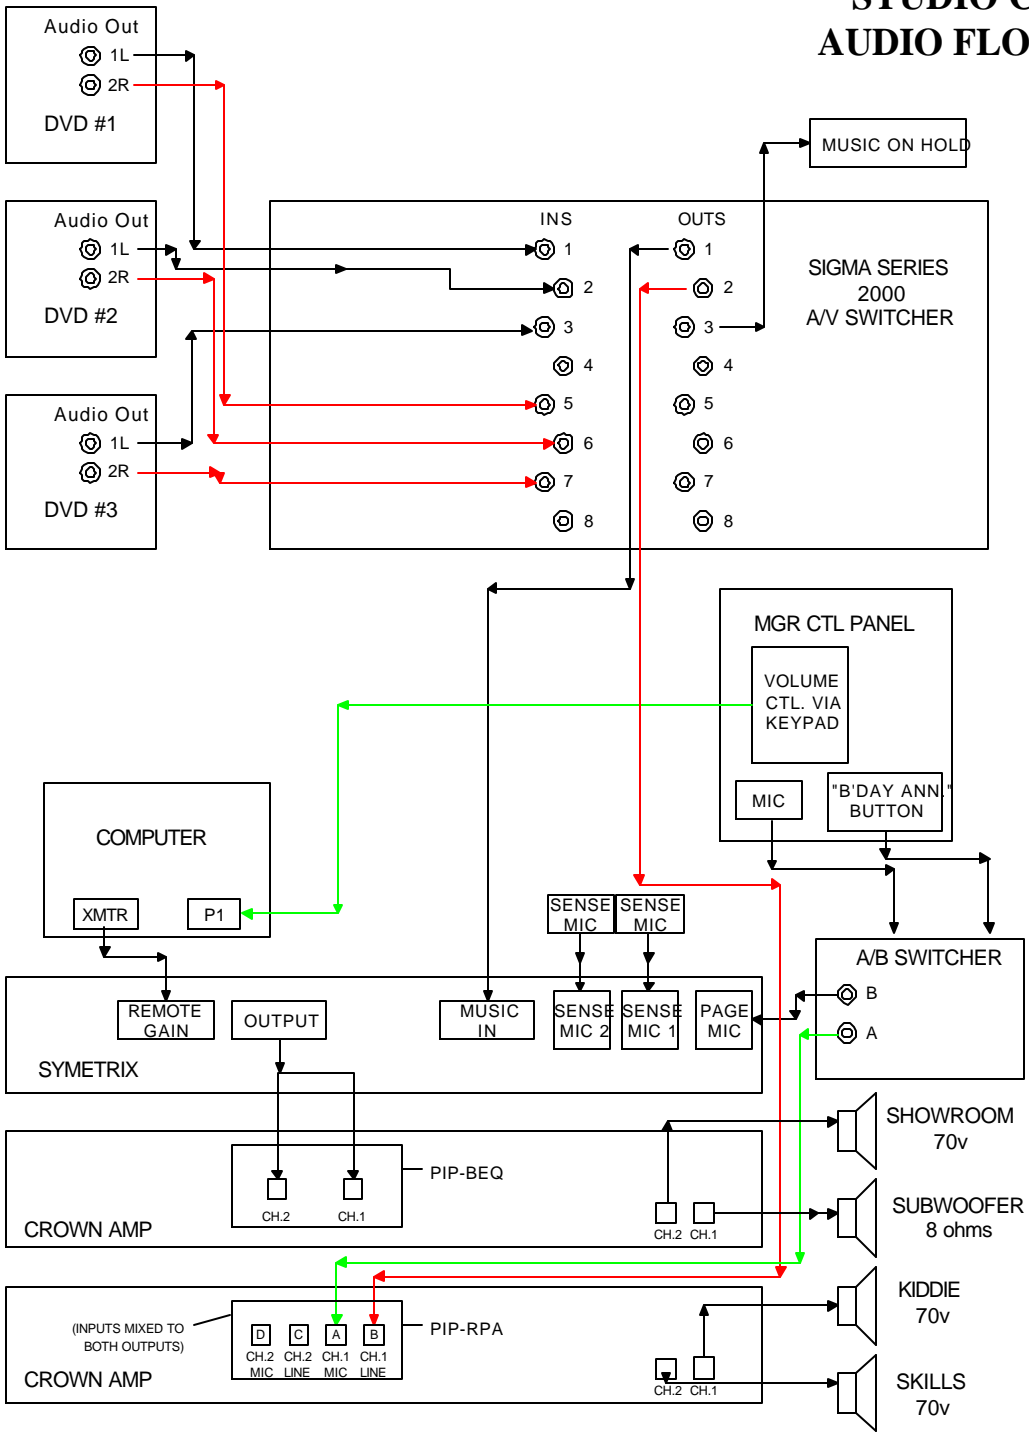 STUDIO C
AUDIO FLO
Audio Out
1L
2R
DVD #1
MUSIC ON HOLD
Audio Out
1L
2R
DVD #2
Audio Out
1L
2R
DVD #3
INS
1
2
3
4
5
6
7
8
OUTS
1
2
3
4
5
6
7
8
SIGMA SERIES
2000
A/V SWITCHER
MGR CTL PANEL
VOLUME
CTL. VIA
KEYPAD
MIC
"B'DAY ANN."
BUTTON
COMPUTER
XMTR
P1
SENSE
MIC
SENSE
MIC
A/B SWITCHER
B
A
REMOTE
GAIN
OUTPUT
MUSIC
IN
SENSE
MIC 2
SENSE
MIC 1
PAGE
MIC
SYMETRIX
SHOWROOM
70v
PIP-BEQ
CH.2
CH.1
CROWN AMP
CH.2
CH.1
SUBWOOFER
8 ohms
KIDDIE
70v
(INPUTS MIXED TO
BOTH OUTPUTS)
D
C
A
B
CH.2
MIC
CH.2
LINE
CH.1
MIC
CH.1
LINE
PIP-RPA
CROWN AMP
CH.2
CH.1
SKILLS
70v